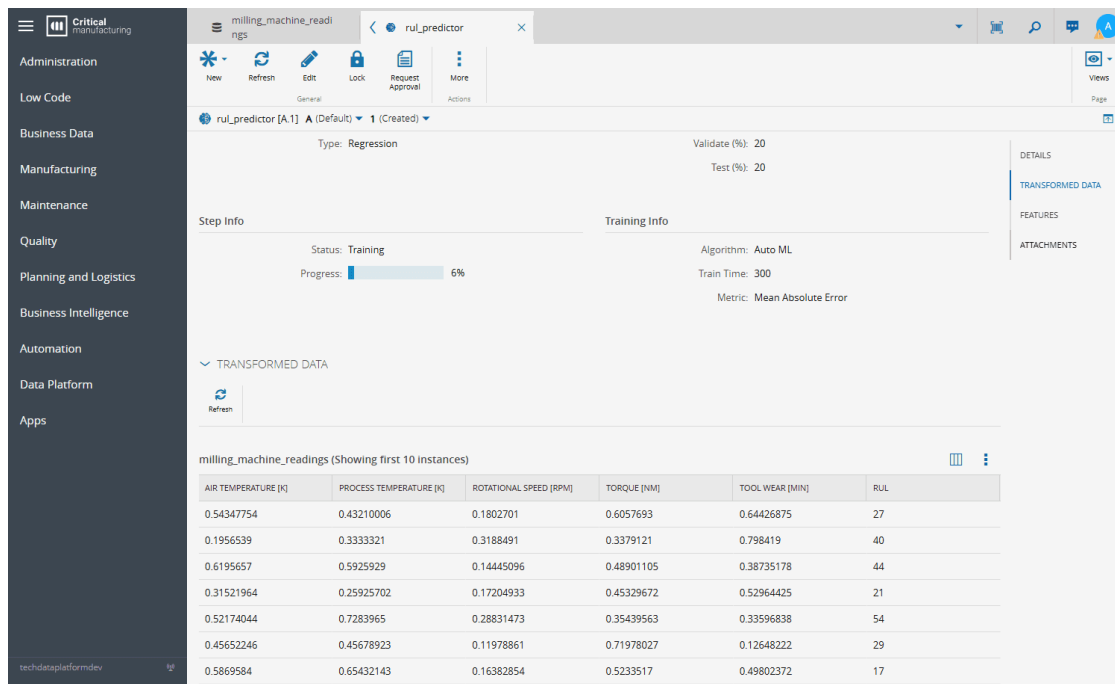 Critical
manufacturing
milling_machine_readi
ngs
rul_predictor
A
Administration
Low Code
Business Data
Manufacturing
Maintenance
Quality
Planning and Logistics
Business Intelligence
Automation
Data Platform
Apps
techdataplatformdev
New
Refresh
Edit
Lock
Request
Approval
More
Views
General
Actions
Page
rul_predictor [A.1] A (Default) 1 (Created)
Type: Regression
Validate (%): 20
Test (%): 20
DETAILS
TRANSFORMED DATA
FEATURES
ATTACHMENTS
Step Info
Training Info
Status: Training
Algorithm: Auto ML
Progress: 6%
Train Time: 300
Metric: Mean Absolute Error
TRANSFORMED DATA
Refresh
milling_machine_readings (Showing first 10 instances)
AIR TEMPERATURE [K] PROCESS TEMPERATURE [K] ROTATIONAL SPEED [RPM] TORQUE [NM] TOOL WEAR [MIN] RUL
0.54347754 0.43210006 0.1802701 0.6057693 0.64426875 27
0.1956539 0.3333321 0.3188491 0.3379121 0.798419 40
0.6195657 0.5925929 0.14445096 0.48901105 0.38735178 44
0.31521964 0.25925702 0.17204933 0.45329672 0.52964425 21
0.52174044 0.7283965 0.28831473 0.35439563 0.33596838 54
0.45652246 0.45678923 0.11978861 0.71978027 0.12648222 29
0.5869584 0.65432143 0.16382854 0.5233517 0.49802372 17